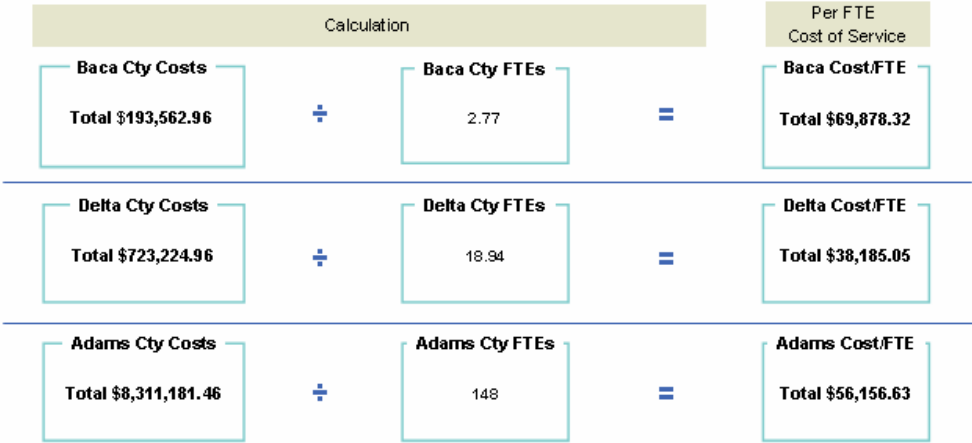 Calculation
Per FTE
Cost of Service
Baca Cty Costs
Baca Cty FTEs
Baca Cost/FTE
Total $193,562.96
÷
2.77
=
Total $69,878.32
Delta Cty Costs
Delta Cty FTEs
Delta Cost/FTE
Total $723,224.96
÷
18.94
=
Total $38,185.05
Adams Cty Costs
Adams Cty FTEs
Adams Cost/FTE
Total $8,311,181.46
÷
148
=
Total $56,156.63